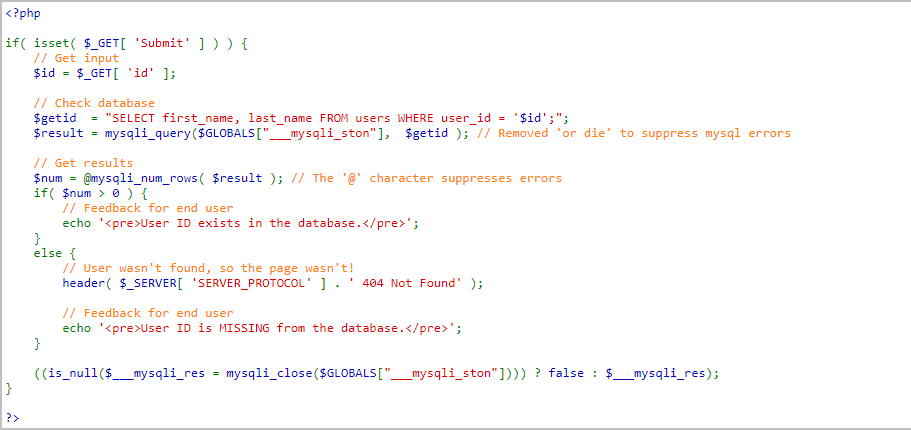 <?php
if( isset( $_GET[ 'Submit' ] ) ) {
// Get input
$id = $_GET[ 'id' ];
// Check database
$getid  = "SELECT first_name, last_name FROM users WHERE user_id = '$id';";
$result = mysqli_query($GLOBALS["___mysqli_ston"],  $getid ); // Removed 'or die' to suppress mysql errors
// Get results
$num = @mysqli_num_rows( $result ); // The '@' character suppresses errors
if( $num > 0 ) {
// Feedback for end user
echo '<pre>User ID exists in the database.</pre>';
}
else {
// User wasn't found, so the page wasn't!
header( $_SERVER[ 'SERVER_PROTOCOL' ] . ' 404 Not Found' );
// Feedback for end user
echo '<pre>User ID is MISSING from the database.</pre>';
}
((is_null($___mysqli_res = mysqli_close($GLOBALS["___mysqli_ston"]))) ? false : $___mysqli_res);
}
?>